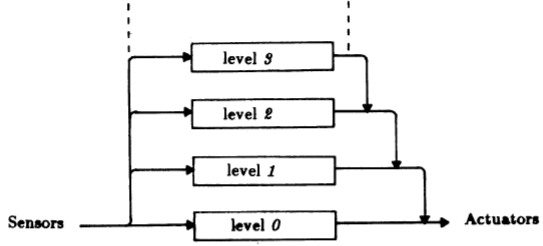 level 3
level 2
level 1
Sensors
level 0
Actuators